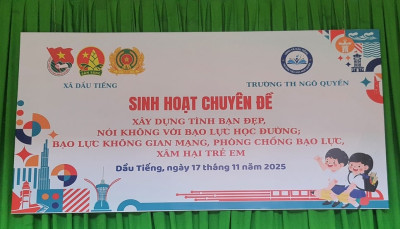 XÃ DẦU TIẾNG
TRƯỜNG TH NGÔ QUYỀN
SINH HOẠT CHUYÊN ĐỀ
XÂY DỰNG TÌNH BẠN ĐẸP,
NÓI KHÔNG VỚI BẠO LỰC HỌC ĐƯỜNG;
BẠO LỰC KHÔNG GIAN MẠNG, PHÒNG CHỐNG BẠO LỰC,
XÂM HẠI TRẺ EM
Dầu Tiếng, ngày 17 tháng 11 năm 2025